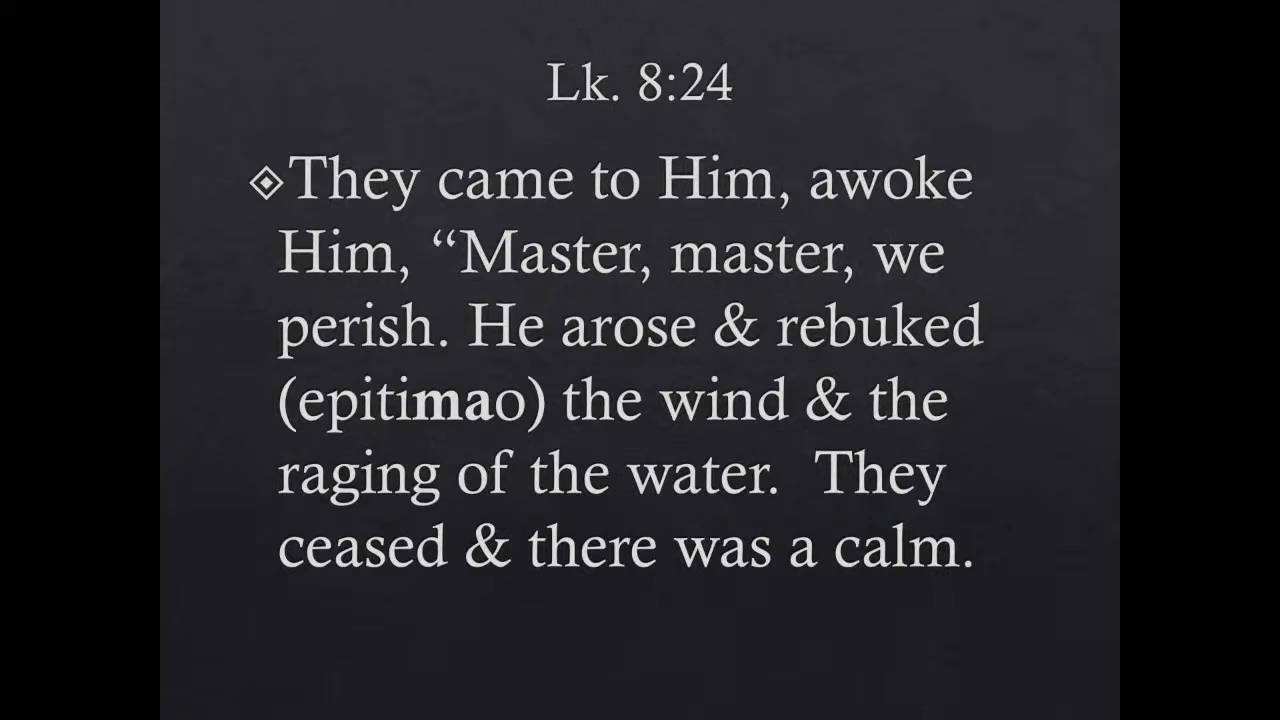 Lk. 8:24
They came to Him, awoke
Him, “Master, master, we
perish. He arose & rebuked
(epitimao) the wind & the
raging of the water.  They
ceased & there was a calm.